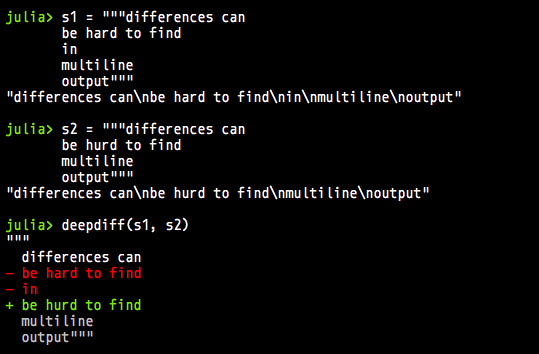 julia> s1 = """differences can
       be hard to find
       in
       multiline
       output"""
"differences can\nbe hard to find\nin\nmultiline\noutput"

julia> s2 = """differences can
       be hurd to find
       multiline
       output"""
"differences can\nbe hurd to find\nmultiline\noutput"

julia> deepdiff(s1, s2)
"""
  differences can
- be hard to find
- in
+ be hurd to find
  multiline
  output"""